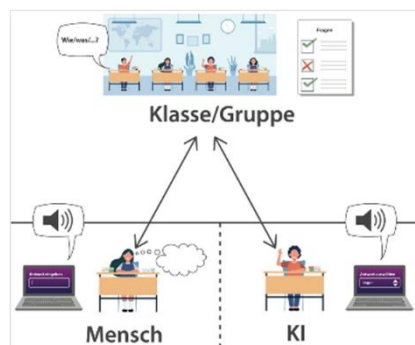 Wie/was/...?
Fragen
Klasse/Gruppe
Mensch
KI